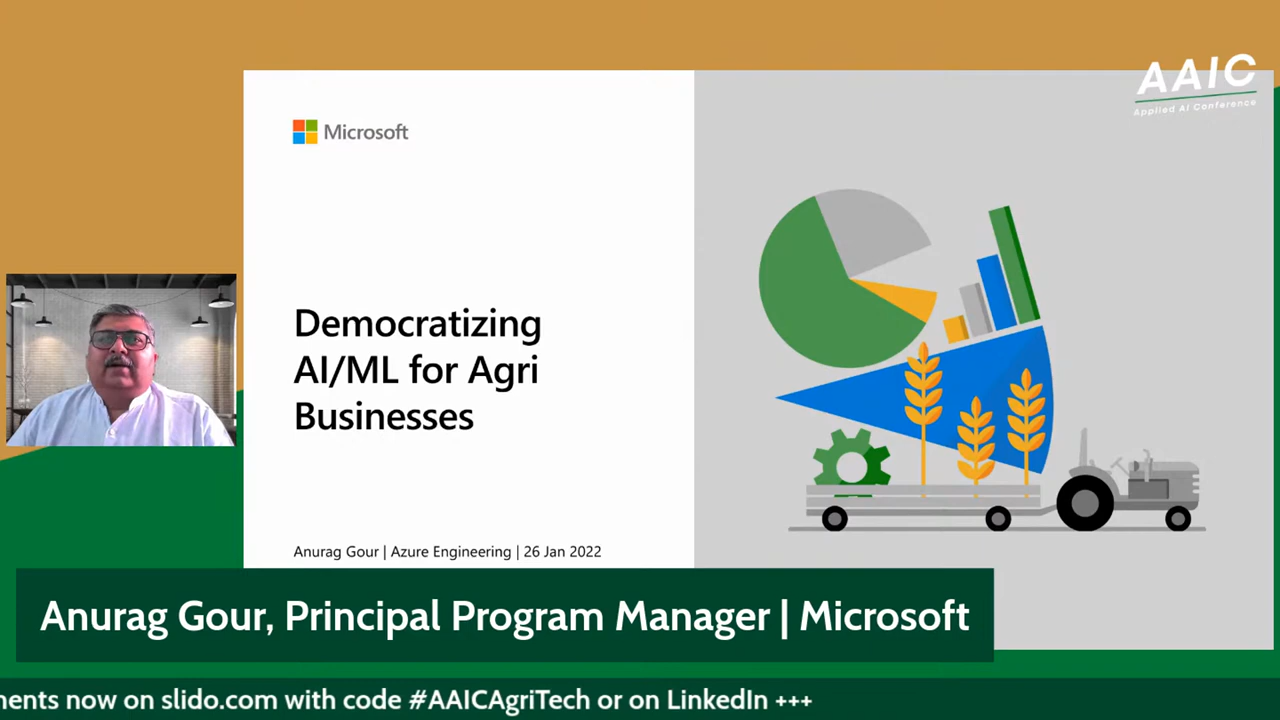 AAIC
Applied AI Conference
Microsoft
Democratizing
AI/ML for Agri
Businesses
Anurag Gour | Azure Engineering | 26 Jan 2022
Anurag Gour, Principal Program Manager | Microsoft
now on slido.com with code #AAICAgriTech or on LinkedIn +++